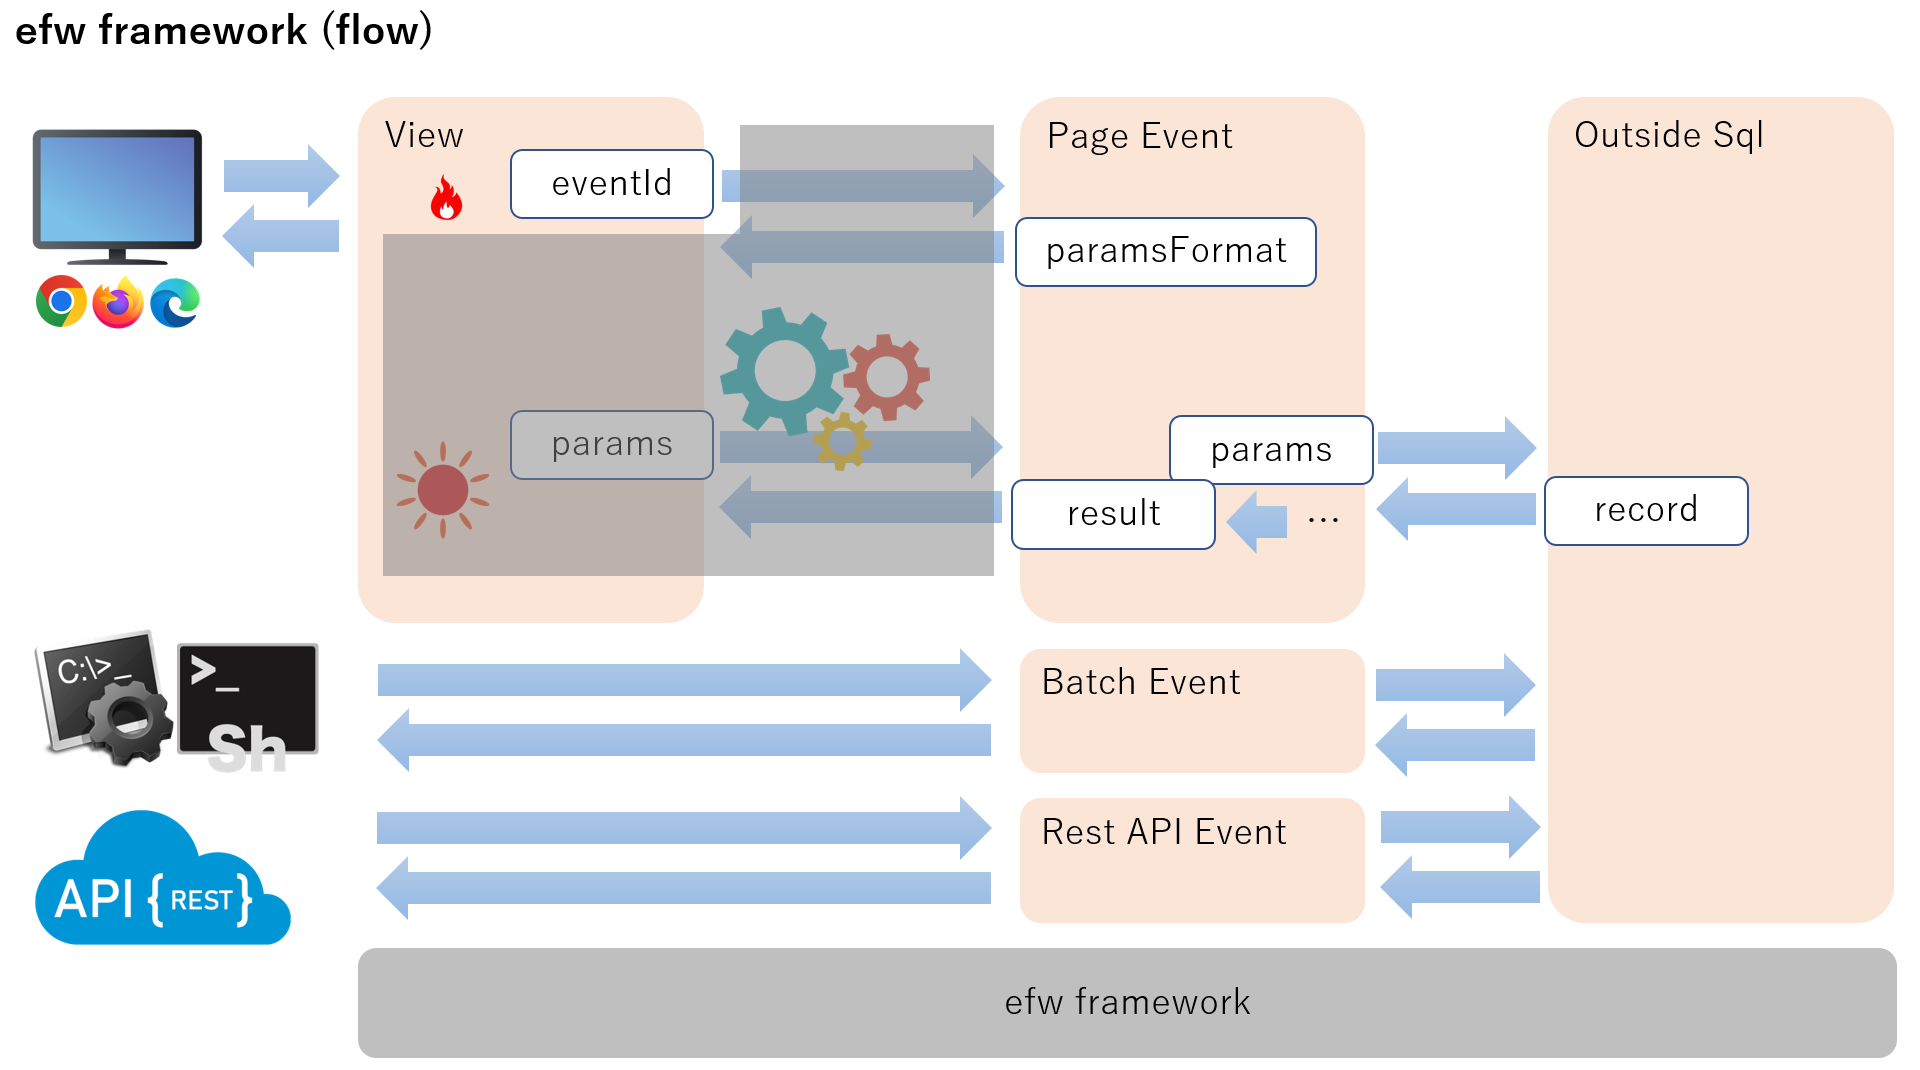 efw framework (flow)
View
eventId
Page Event
paramsFormat
Outside Sql
params
params
result
...
record
C:\>_
>_
Sh
Batch Event
Rest API Event
API { REST }
efw framework